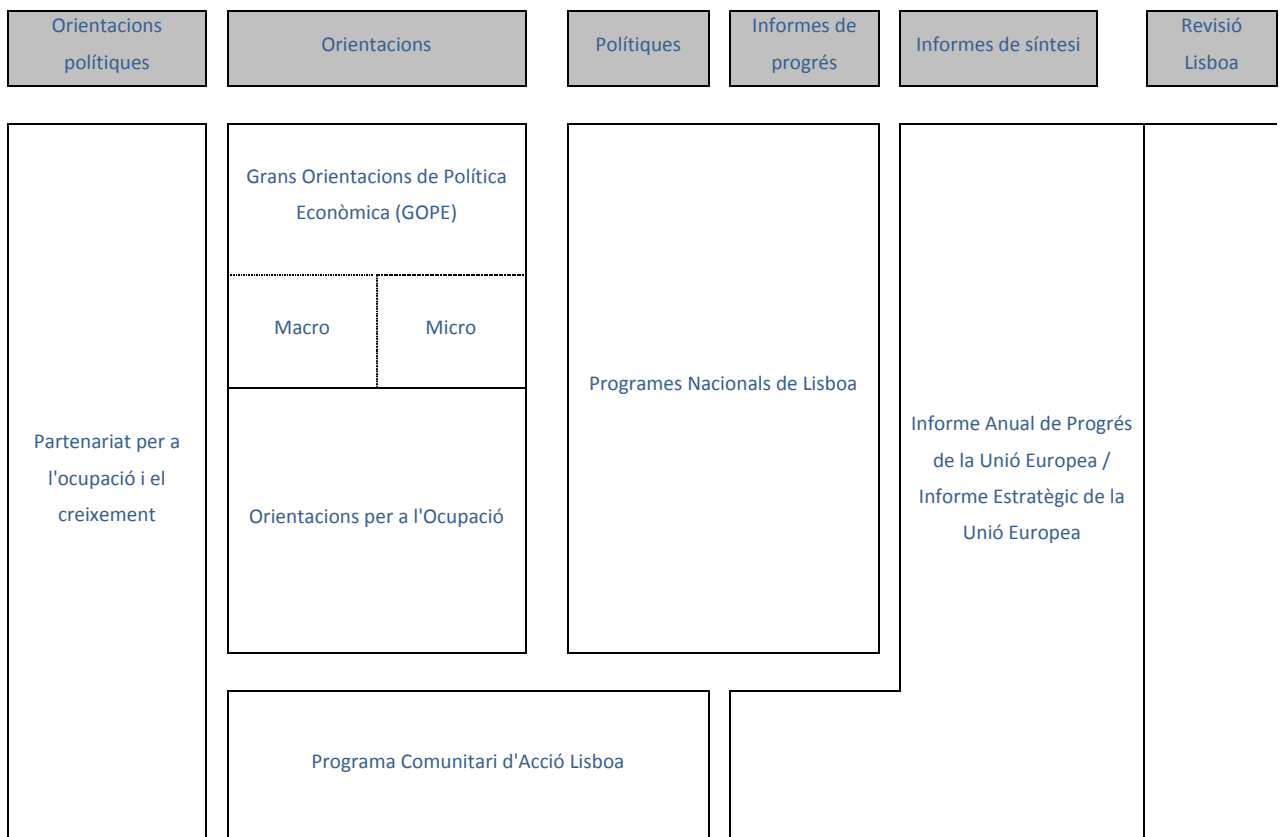 Orientacions
polítiques
Orientacions
Polítiques
Informes de
progrés
Informes de síntesi
Revisió
Lisboa
Partenariat per a
l'ocupació i el
creixement
Grans Orientacions de Política
Econòmica (GOPE)
Macro
Micro
Orientacions per a l'Ocupació
Programes Nacionals de Lisboa
Informe Anual de Progrés
de la Unió Europea /
Informe Estratègic de la
Unió Europea
Programa Comunitari d'Acció Lisboa